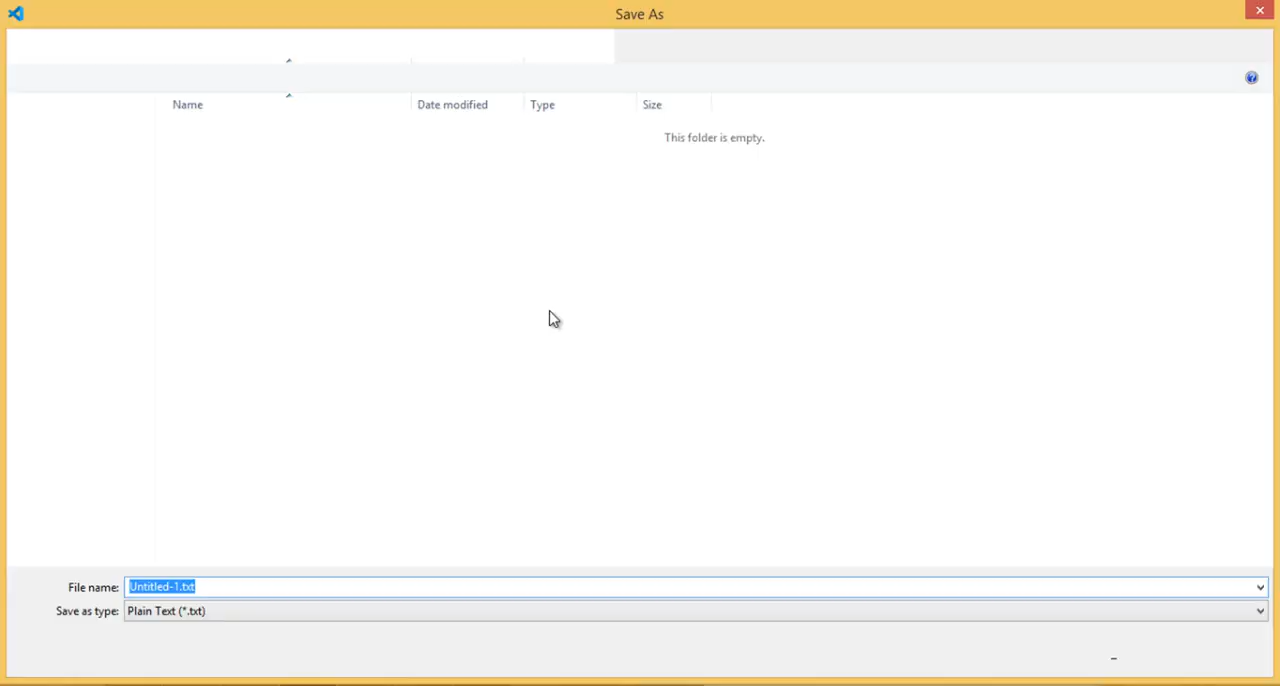 Save As
Name Date modified Type Size
This folder is empty.
File name: Untitled-1.txt
Save as type: Plain Text (*.txt)